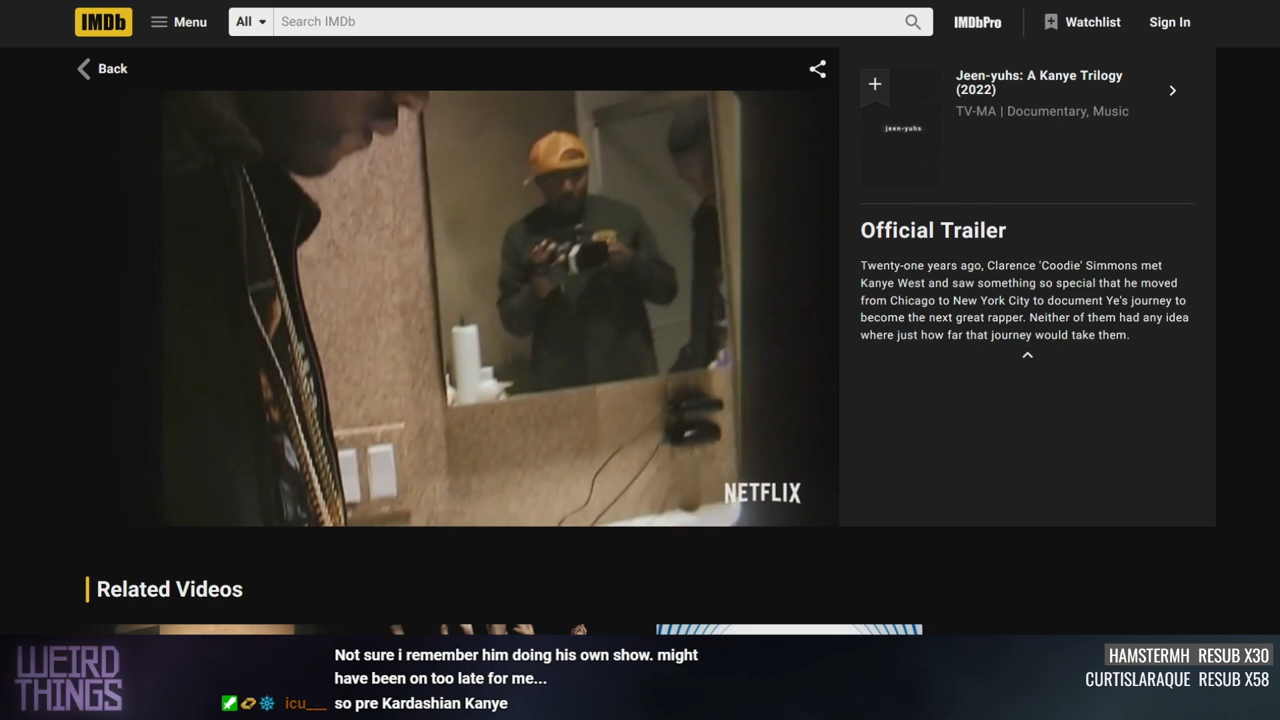 IMDb
Menu
All
Search IMDb
IMDbPro
Watchlist
Sign In
Back
Jeen-yuhs: A Kanye Trilogy
(2022)
TV-MA | Documentary, Music
jeen-yuhs
Official Trailer
Twenty-one years ago, Clarence 'Coodie' Simmons met
Kanye West and saw something so special that he moved
from Chicago to New York City to document Ye's journey to
become the next great rapper. Neither of them had any idea
where just how far that journey would take them.
NETFLIX
Related Videos
WEIRD
THINGS
Not sure i remember him doing his own show. might
have been on too late for me...
icu___ so pre Kardashian Kanye
HAMSTERMH RESUB X30
CURTISLARAQUE RESUB X58